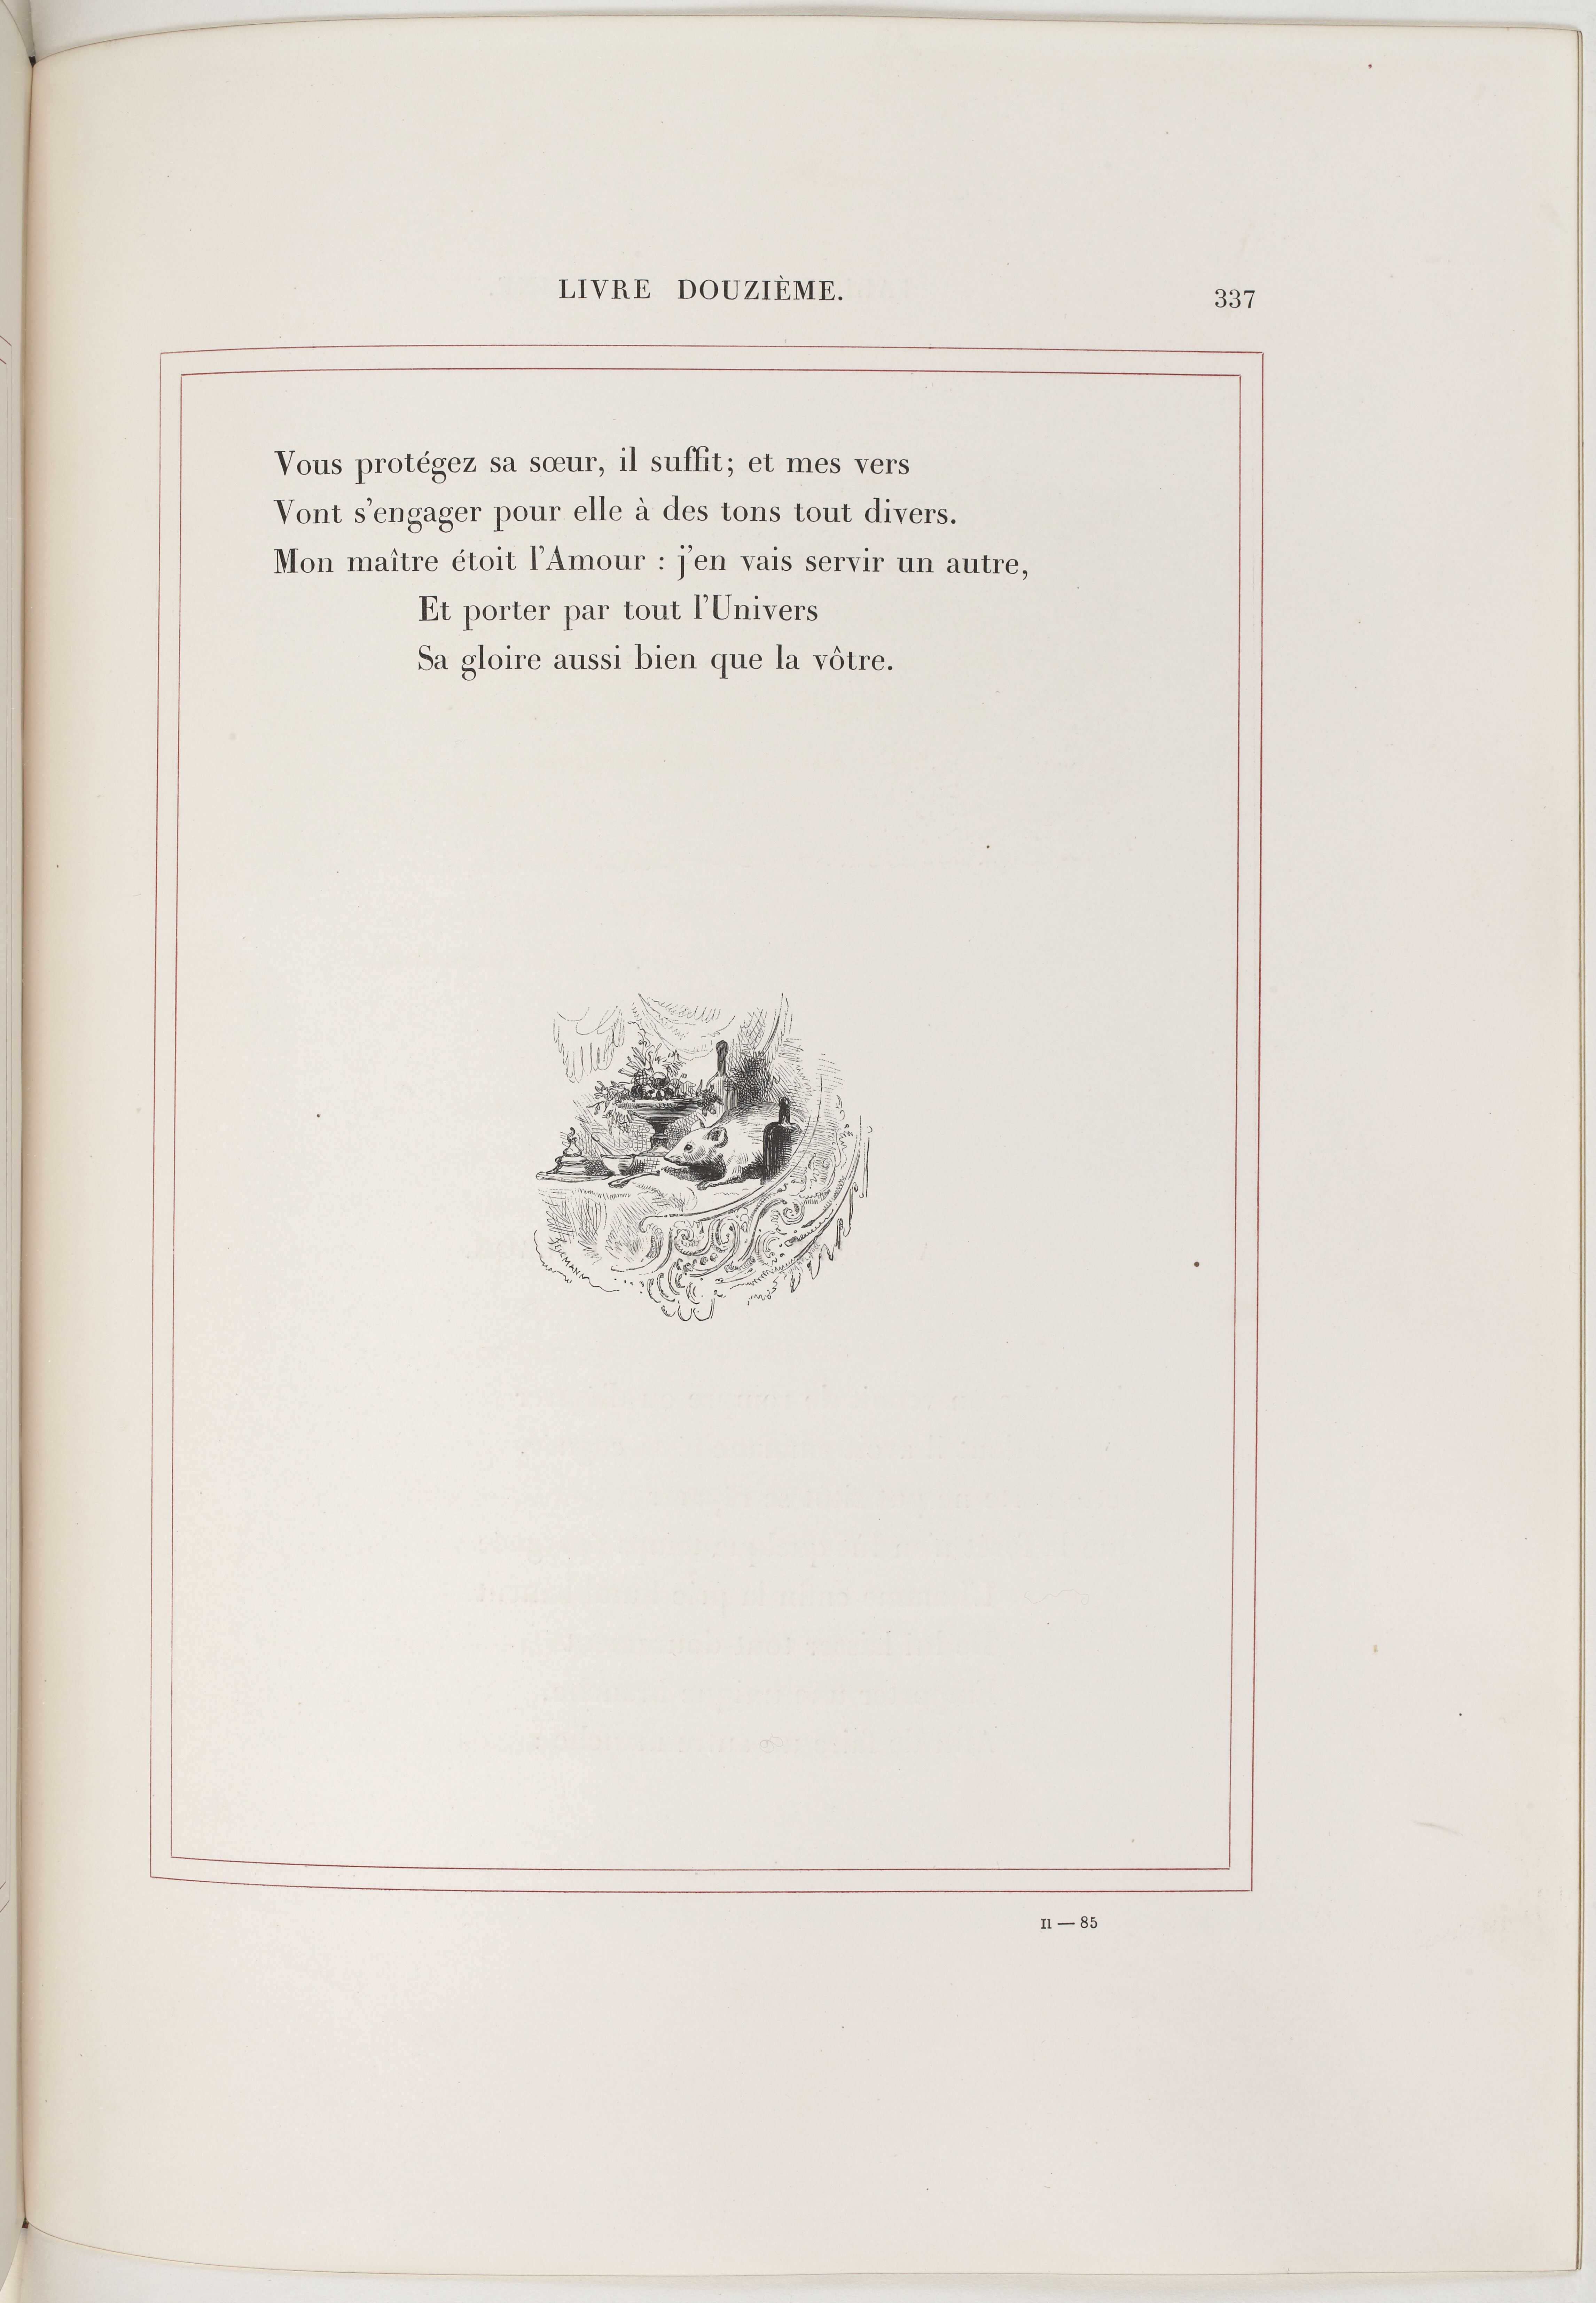 LIVRE DOUZIÈME.
337
Vous protégez sa sœur, il suffit; et mes vers
Vont s'engager pour elle à des tons tout divers.
Mon maître étoit l'Amour : j'en vais servir un autre,
Et porter par tout l'Univers
Sa gloire aussi bien que la vôtre.
II — 85